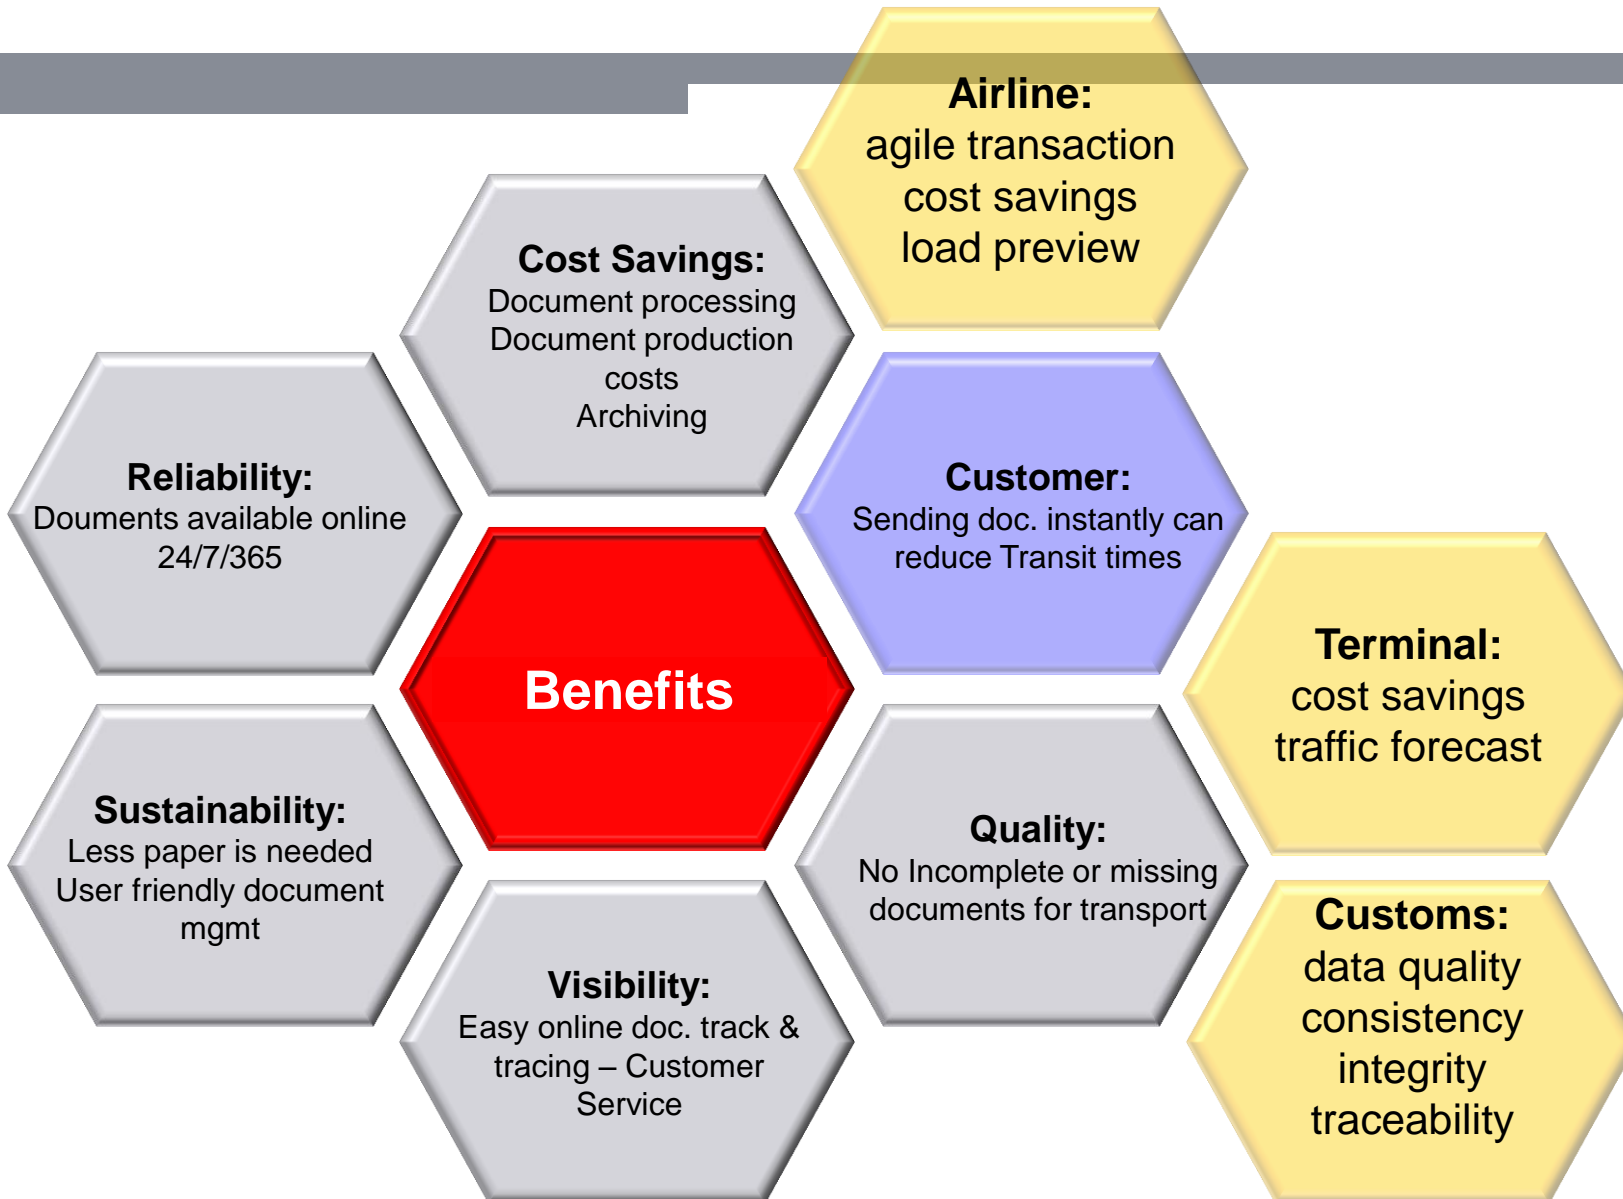 Airline:
agile transaction
cost savings
load preview
Cost Savings:
Document processing
Document production
costs
Archiving
Reliability:
Douments available online
24/7/365
Customer:
Sending doc. instantly can
reduce Transit times
Benefits
Terminal:
cost savings
traffic forecast
Sustainability:
Less paper is needed
User friendly document
mgmt
Quality:
No Incomplete or missing
documents for transport
Visibility:
Easy online doc. track &
tracing – Customer
Service
Customs:
data quality
consistency
integrity
traceability